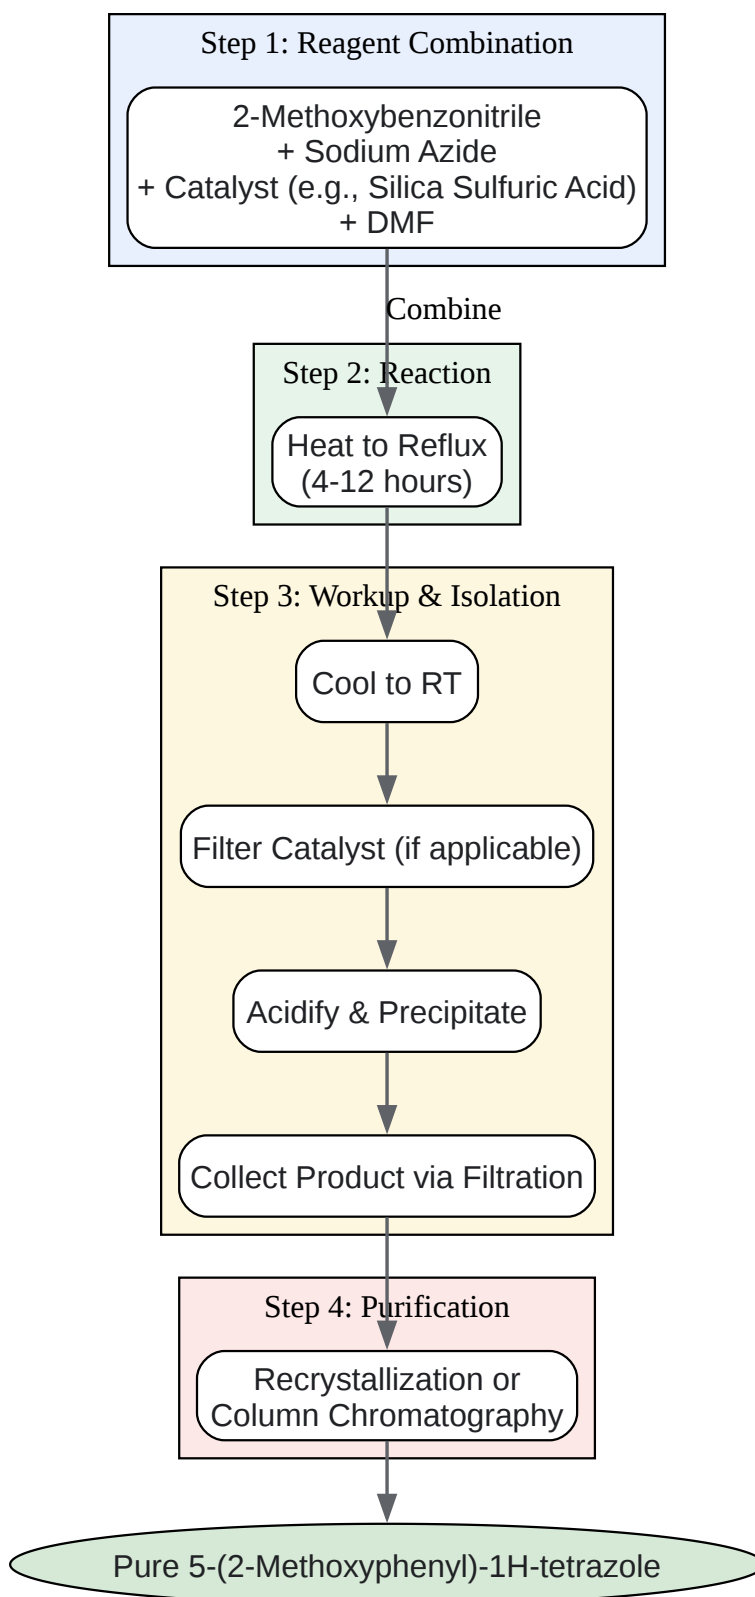 Step 1: Reagent Combination
2-Methoxybenzonitrile
+ Sodium Azide
+ Catalyst (e.g., Silica Sulfuric Acid)
+ DMF
Combine
Step 2: Reaction
Heat to Reflux
(4-12 hours)
Step 3: Workup & Isolation
Cool to RT
Filter Catalyst (if applicable)
Acidify & Precipitate
Collect Product via Filtration
Step 4: Purification
Recrystallization or
Column Chromatography
Pure 5-(2-Methoxyphenyl)-1H-tetrazole